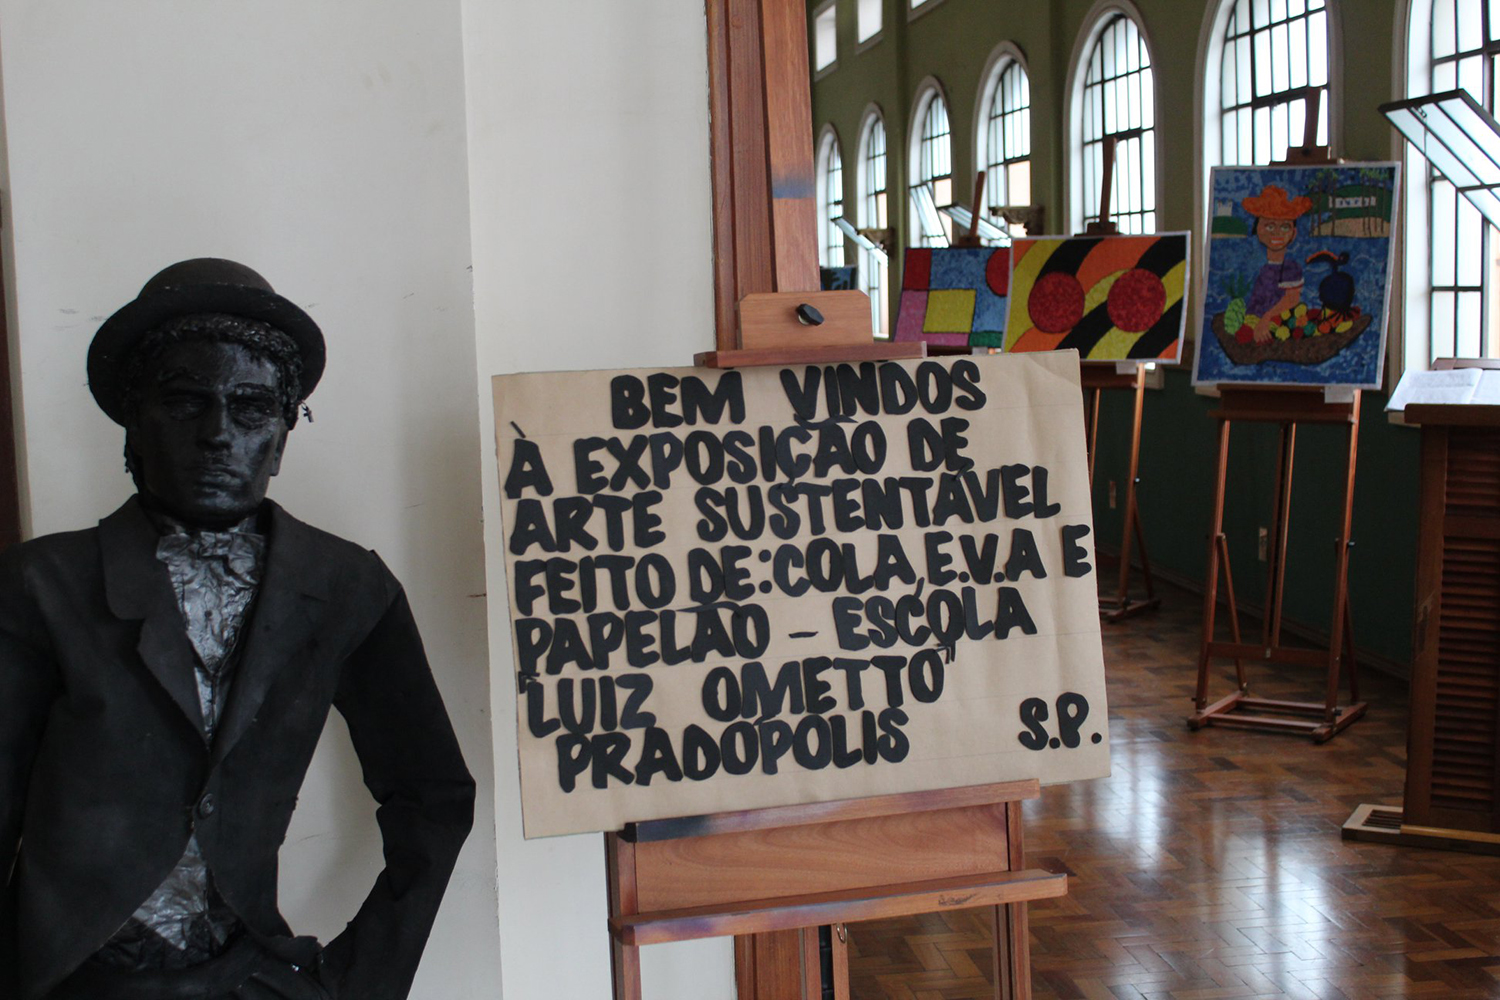 BEM VINDOS
À EXPOSIÇÃO DE
ARTE SUSTENTÁVEL
FEITO DE: COLA, E.V.A E
PAPELÃO - ESCOLA
"LUIZ OMETTO"
PRADÓPOLIS S.P.